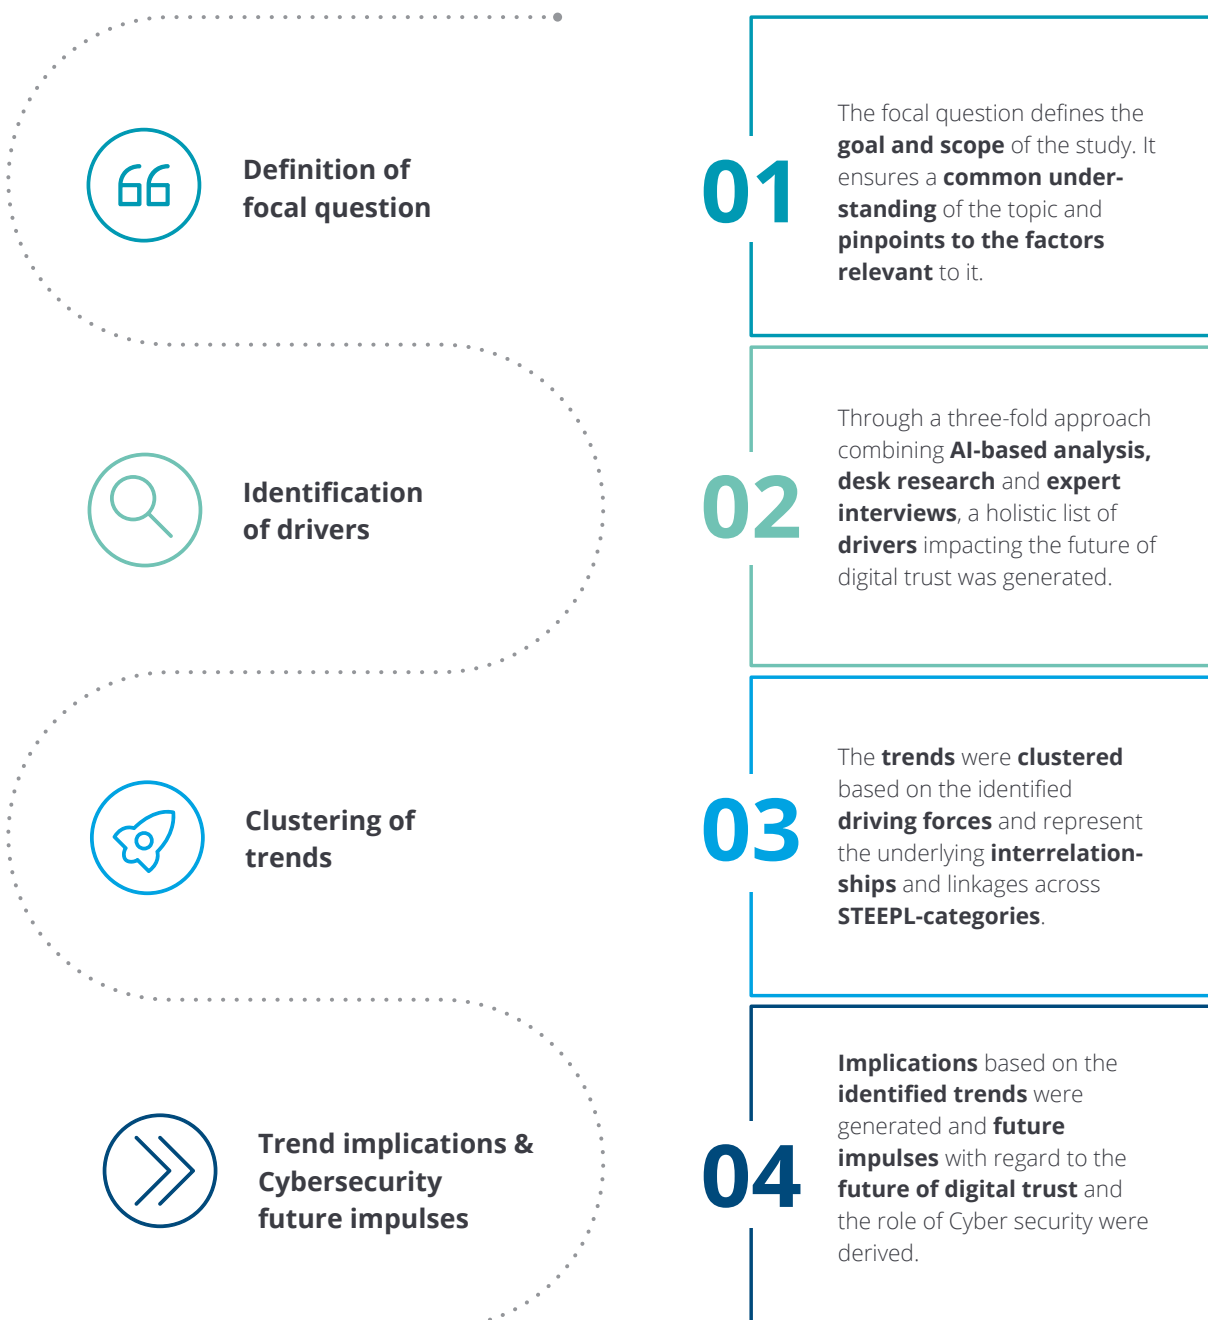 Definition of
focal question
01
The focal question defines the
goal and scope of the study. It
ensures a common under-
standing of the topic and
pinpoints to the factors
relevant to it.
Identification
of drivers
02
Through a three-fold approach
combining AI-based analysis,
desk research and expert
interviews, a holistic list of
drivers impacting the future of
digital trust was generated.
Clustering of
trends
03
The trends were clustered
based on the identified
driving forces and represent
the underlying interrelation-
ships and linkages across
STEEPL-categories.
Trend implications &
Cybersecurity
future impulses
04
Implications based on the
identified trends were
generated and future
impulses with regard to the
future of digital trust and
the role of Cyber security were
derived.